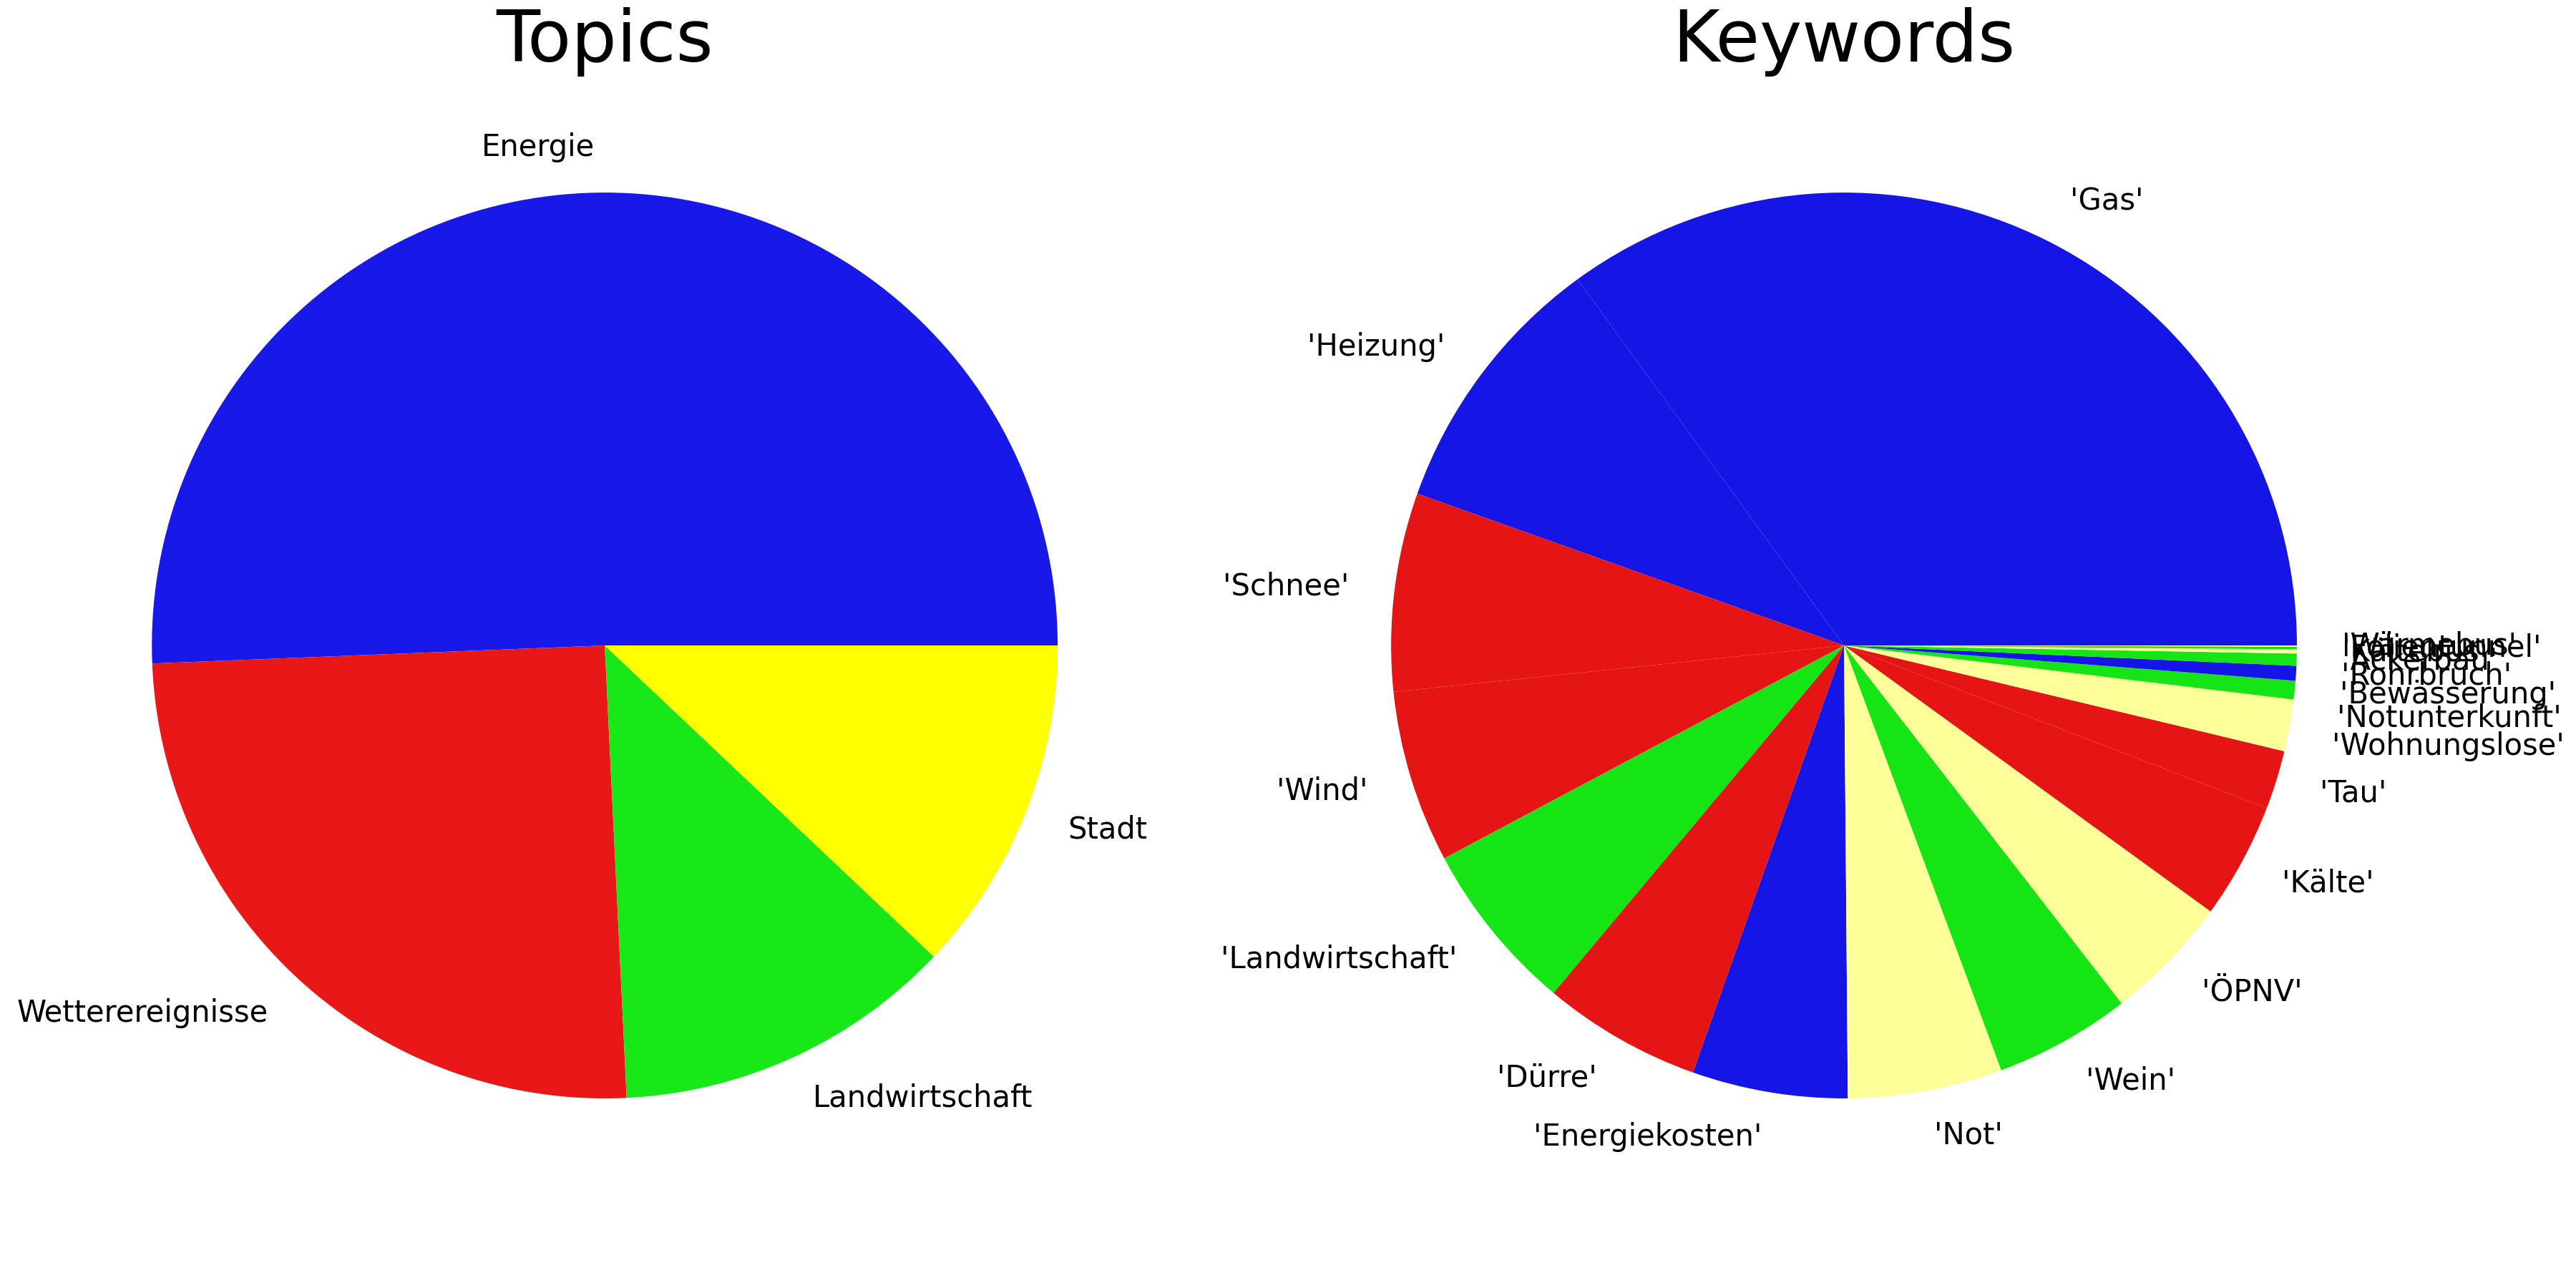 Topics
Energie
Wetterereignisse
Landwirtschaft
Stadt
Keywords
'Gas'
'Heizung'
'Schnee'
'Wind'
'Landwirtschaft'
'Dürre'
'Energiekosten'
'Not'
'Wein'
'ÖPNV'
'Kälte'
'Tau'
'Wohnungslose'
'Notunterkunft'
'Bewässerung'
'Rohrbruch'
'Ackerbau'